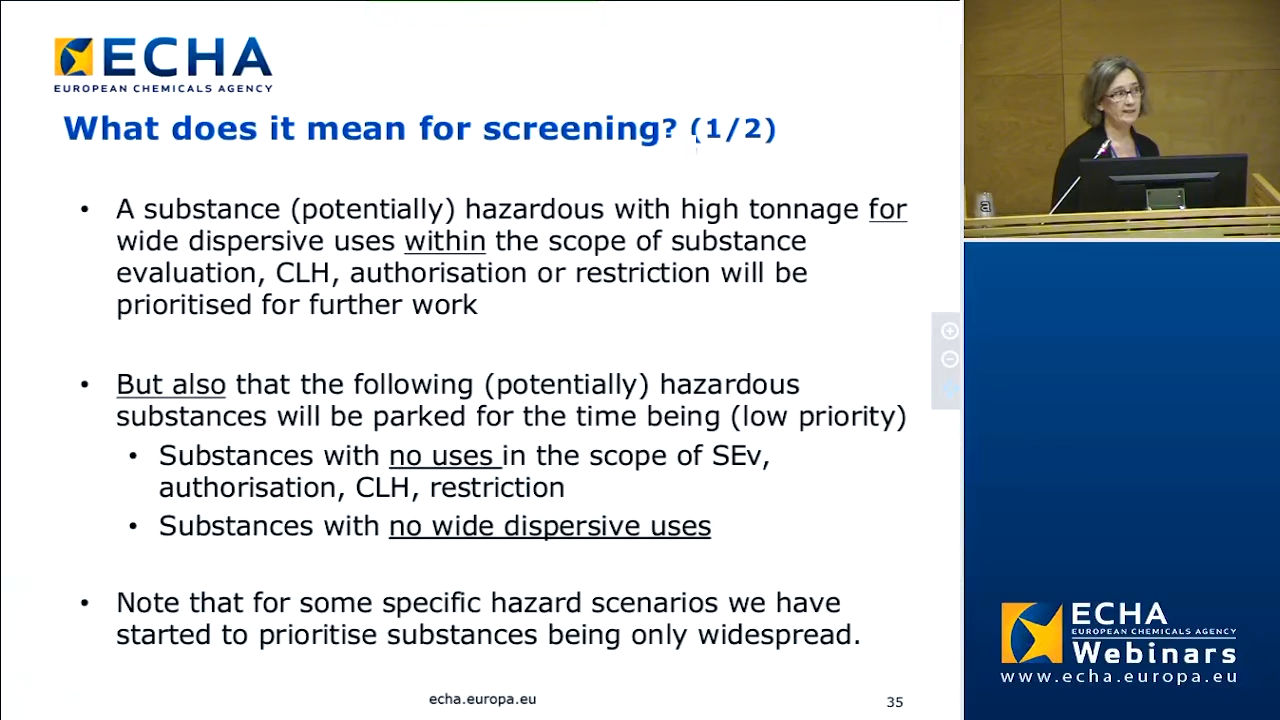 ECHA
EUROPEAN CHEMICALS AGENCY
What does it mean for screening? (1/2)
• A substance (potentially) hazardous with high tonnage for
wide dispersive uses within the scope of substance
evaluation, CLH, authorisation or restriction will be
prioritised for further work
• But also that the following (potentially) hazardous
substances will be parked for the time being (low priority)
• Substances with no uses in the scope of SEv,
authorisation, CLH, restriction
• Substances with no wide dispersive uses
• Note that for some specific hazard scenarios we have
started to prioritise substances being only widespread.
echa.europa.eu
35
ECHA
EUROPEAN CHEMICALS AGENCY
Webinars
www.echa.europa.eu